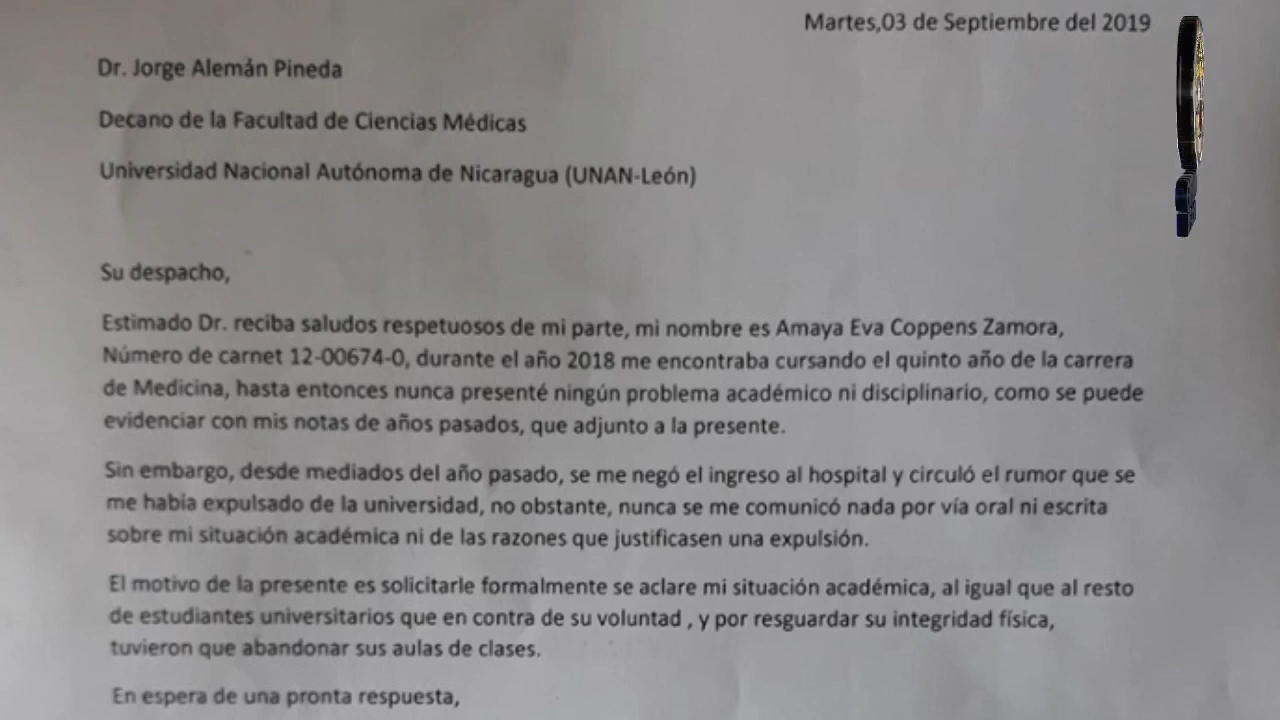 Martes,03 de Septiembre del 2019
Dr. Jorge Alemán Pineda
Decano de la Facultad de Ciencias Médicas
Universidad Nacional Autónoma de Nicaragua (UNAN-León)
Su despacho,
Estimado Dr. reciba saludos respetuosos de mi parte, mi nombre es Amaya Eva Coppens Zamora,
Número de carnet 12-00674-0, durante el año 2018 me encontraba cursando el quinto año de la carrera
de Medicina, hasta entonces nunca presenté ningún problema académico ni disciplinario, como se puede
evidenciar con mis notas de años pasados, que adjunto a la presente.
Sin embargo, desde mediados del año pasado, se me negó el ingreso al hospital y circuló el rumor que se
me había expulsado de la universidad, no obstante, nunca se me comunicó nada por vía oral ni escrita
sobre mi situación académica ni de las razones que justificasen una expulsión.
El motivo de la presente es solicitarle formalmente se aclare mi situación académica, al igual que al resto
de estudiantes universitarios que en contra de su voluntad , y por resguardar su integridad física,
tuvieron que abandonar sus aulas de clases.
En espera de una pronta respuesta,